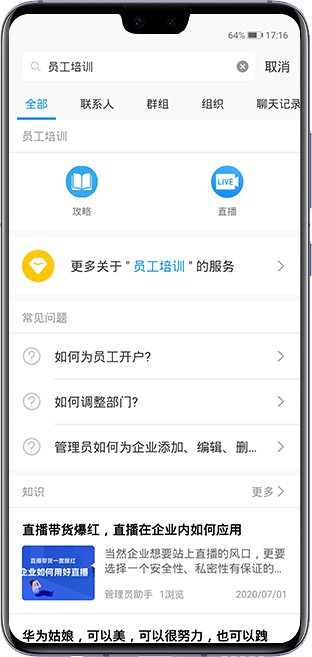 64% 17:16
员工培训 取消
全部 联系人 群组 组织 聊天记录
员工培训
LIVE
攻略 直播
更多关于 " 员工培训 " 的服务
常见问题
如何为员工开户?
如何调整部门?
管理员如何为企业添加、编辑、删...
知识 更多
直播带货爆红，直播在企业内如何应用
直播带货一度爆红
企业如何用好直播
当然企业想要站上直播的风口，更要
选择一个安全性、私密性有保证的...
管理员助手 1浏览 2020/07/01
华为姑娘，可以美，可以很努力，也可以跩